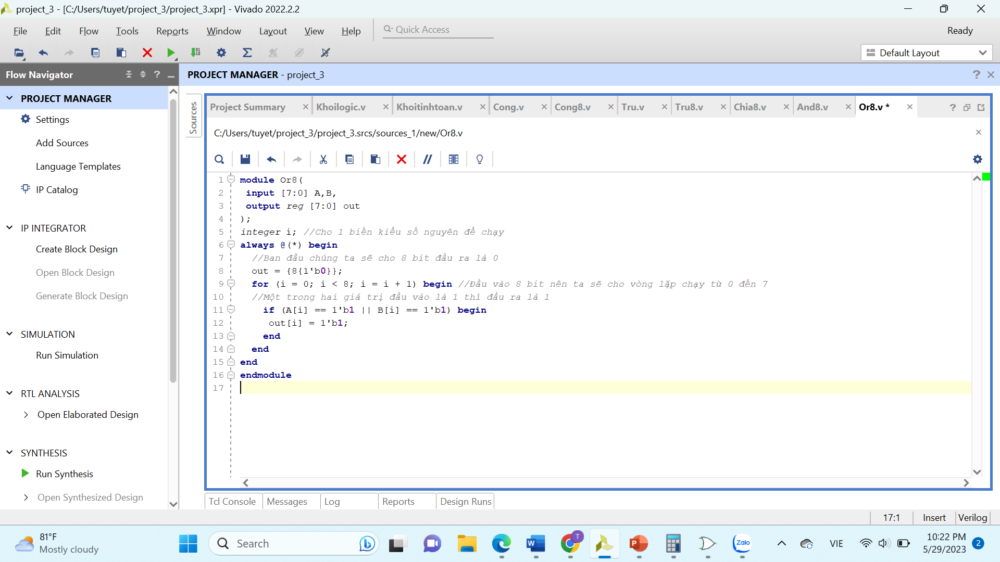 project_3 - [C:/Users/tuyet/project_3/project_3.xpr] - Vivado 2022.2.2
File Edit Flow Tools Reports Window Layout View Help Quick Access Ready
Default Layout
Flow Navigator
PROJECT MANAGER - project_3
PROJECT MANAGER
Settings
Add Sources
Language Templates
IP Catalog
IP INTEGRATOR
Create Block Design
Open Block Design
Generate Block Design
SIMULATION
Run Simulation
RTL ANALYSIS
Open Elaborated Design
SYNTHESIS
Run Synthesis
Open Synthesized Design
Sources
Project Summary Khoilogic.v Khoitinhtoan.v Cong.v Cong8.v Tru.v Tru8.v Chia8.v And8.v Or8.v *
C:/Users/tuyet/project_3/project_3.srcs/sources_1/new/Or8.v
1 module Or8(
2 input [7:0] A,B,
3 output reg [7:0] out
4 );
5 integer i; //Cho 1 biến kiểu số nguyên để chạy
6 always @(*) begin
7 //Ban đầu chúng ta sẽ cho 8 bit đầu ra là 0
8 out = {8{1'b0}};
9 for (i = 0; i < 8; i = i + 1) begin //Đầu vào 8 bit nên ta sẽ cho vòng lặp chạy từ 0 đến 7
10 //Một trong hai giá trị đầu vào là 1 thì đầu ra là 1
11 if (A[i] == 1'b1 || B[i] == 1'b1) begin
12 out[i] = 1'b1;
13 end
14 end
15 end
16 endmodule
17
Tcl Console Messages Log Reports Design Runs
17:1 Insert Verilog
81°F
Mostly cloudy
Search
T
Zalo
VIE
10:22 PM
5/29/2023
2